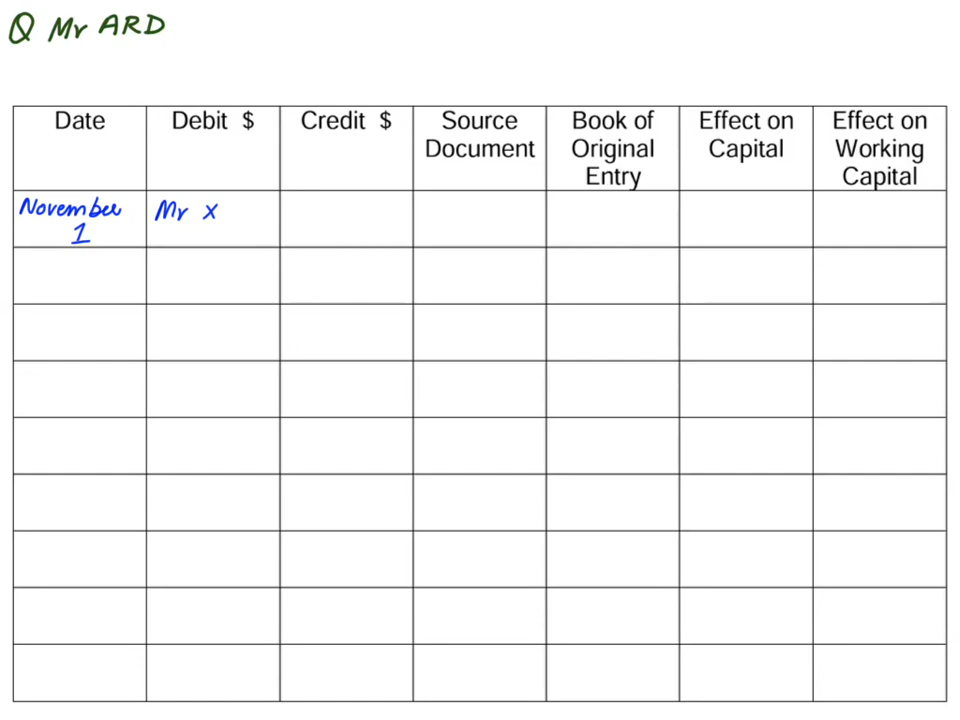 Q Mr ARD
Date Debit $ Credit $ Source Document Book of Original Entry Effect on Capital Effect on Working Capital
November 1 Mr x